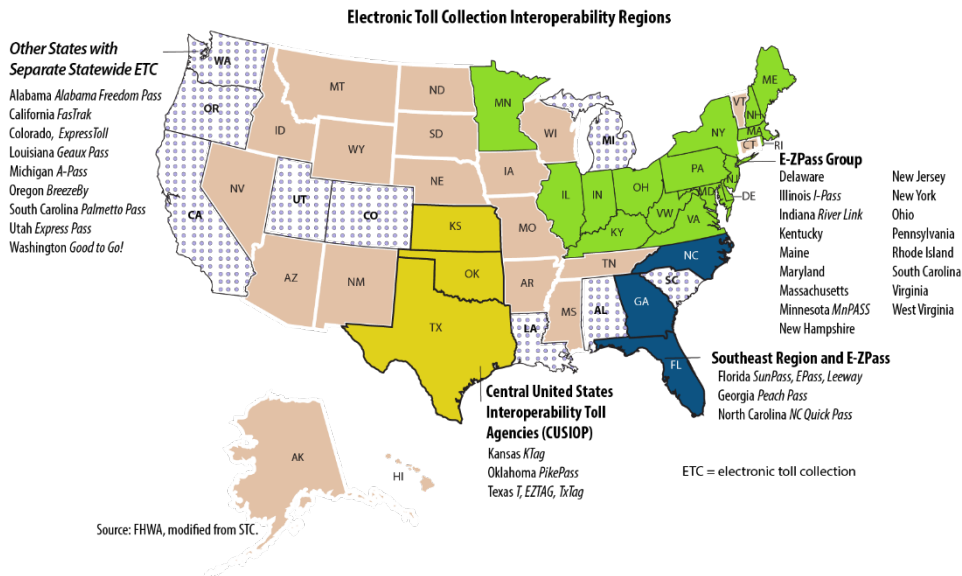 Electronic Toll Collection Interoperability Regions
Other States with
Separate Statewide ETC
Alabama Alabama Freedom Pass
California FasTrak
Colorado, ExpressToll
Louisiana Geaux Pass
Michigan A-Pass
Oregon BreezeBy
South Carolina Palmetto Pass
Utah Express Pass
Washington Good to Go!
WA
OR
CA
NV
ID
MT
WY
UT
CO
AZ
NM
ND
SD
NE
KS
OK
TX
MN
IA
MO
AR
LA
WI
IL
MI
IN
OH
KY
TN
MS
AL
GA
FL
SC
NC
VA
WV
MD
DE
PA
NJ
NY
CT
RI
MA
VT
NH
ME
AK
HI
E-ZPass Group
Delaware
Illinois I-Pass
Indiana River Link
Kentucky
Maine
Maryland
Massachusetts
Minnesota MnPASS
New Hampshire
New Jersey
New York
Ohio
Pennsylvania
Rhode Island
South Carolina
Virginia
West Virginia
Southeast Region and E-ZPass
Florida SunPass, EPass, Leeway
Georgia Peach Pass
North Carolina NC Quick Pass
Central United States
Interoperability Toll
Agencies (CUSIOP)
Kansas KTag
Oklahoma PikePass
Texas T, EZTAG, TxTag
ETC = electronic toll collection
Source: FHWA, modified from STC.